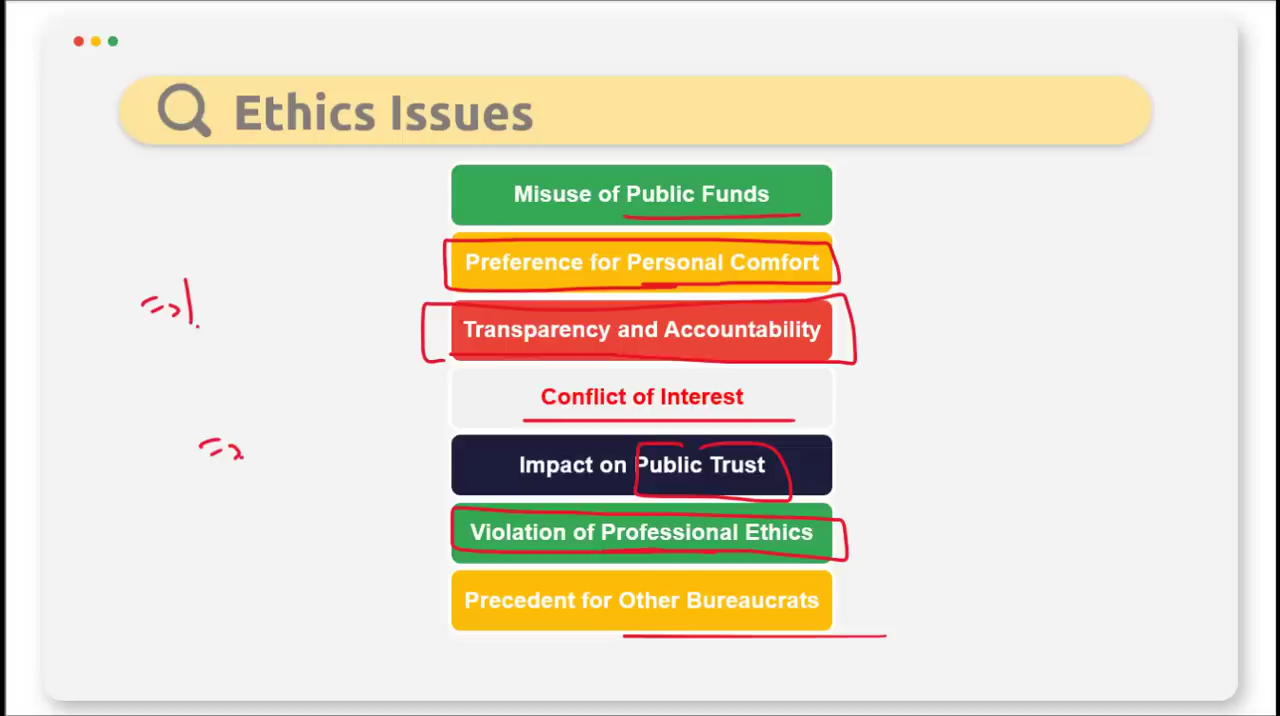 Ethics Issues
Misuse of Public Funds
Preference for Personal Comfort
Transparency and Accountability
Conflict of Interest
Impact on Public Trust
Violation of Professional Ethics
Precedent for Other Bureaucrats